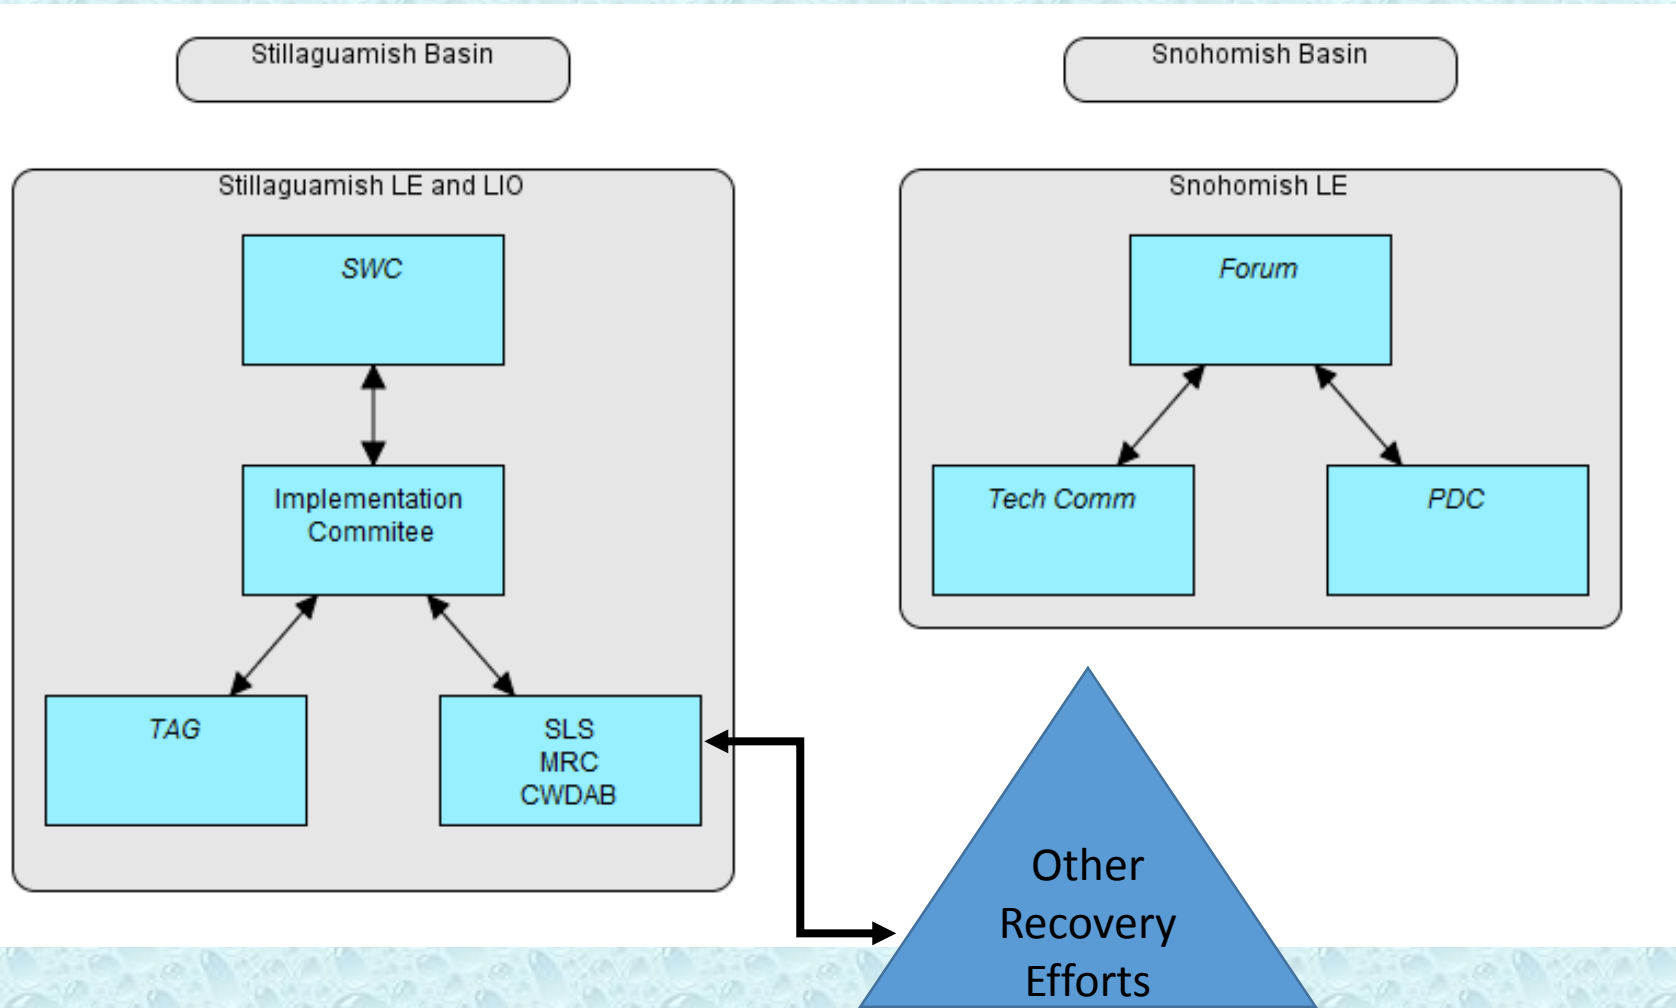 Stillaguamish Basin
Snohomish Basin
Stillaguamish LE and LIO
SWC
Implementation
Commitee
TAG
SLS
MRC
CWDAB
Snohomish LE
Forum
Tech Comm
PDC
Other
Recovery
Efforts